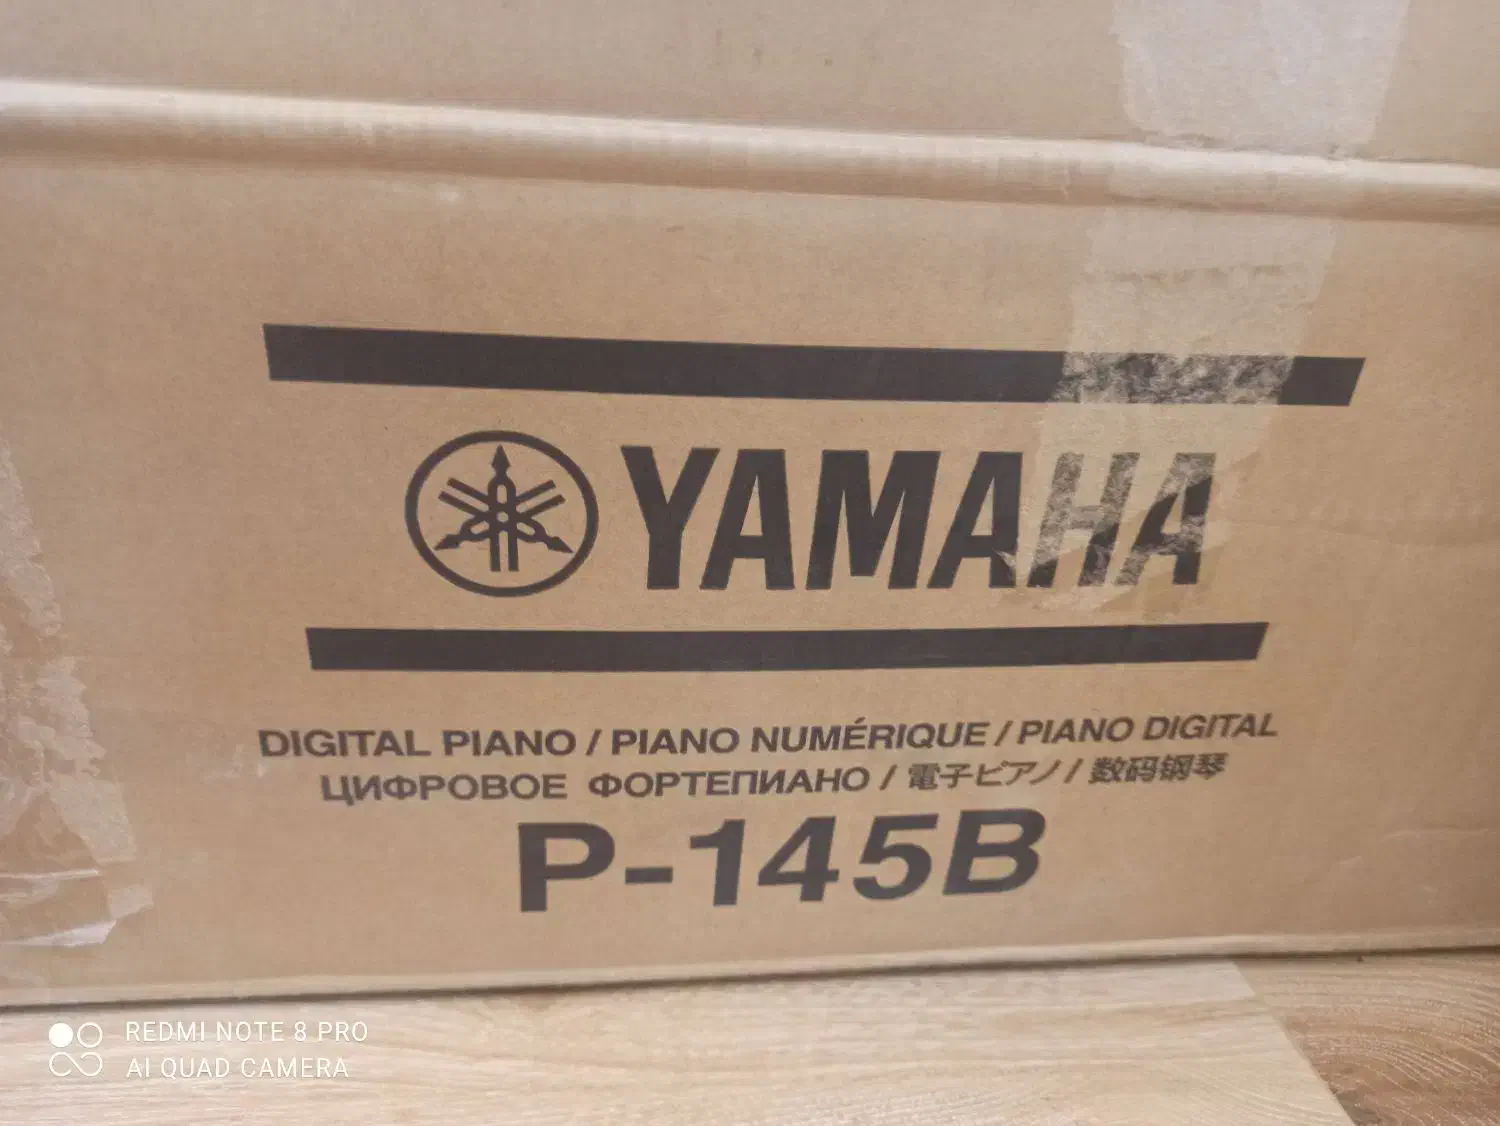 YAMAHA
DIGITAL PIANO / PIANO NUMÉRIQUE / PIANO DIGITAL
ЦИФРОВОЕ ФОРТЕПИАНО / 電子ピアノ / 数码钢琴
P-145B
REDMI NOTE 8 PRO
AI QUAD CAMERA